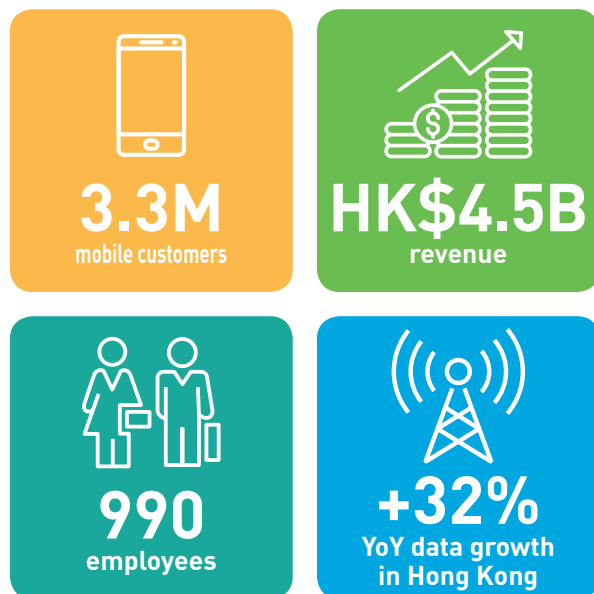 3.3M
mobile customers
HK$4.5B
revenue
990
employees
+32%
YoY data growth
in Hong Kong